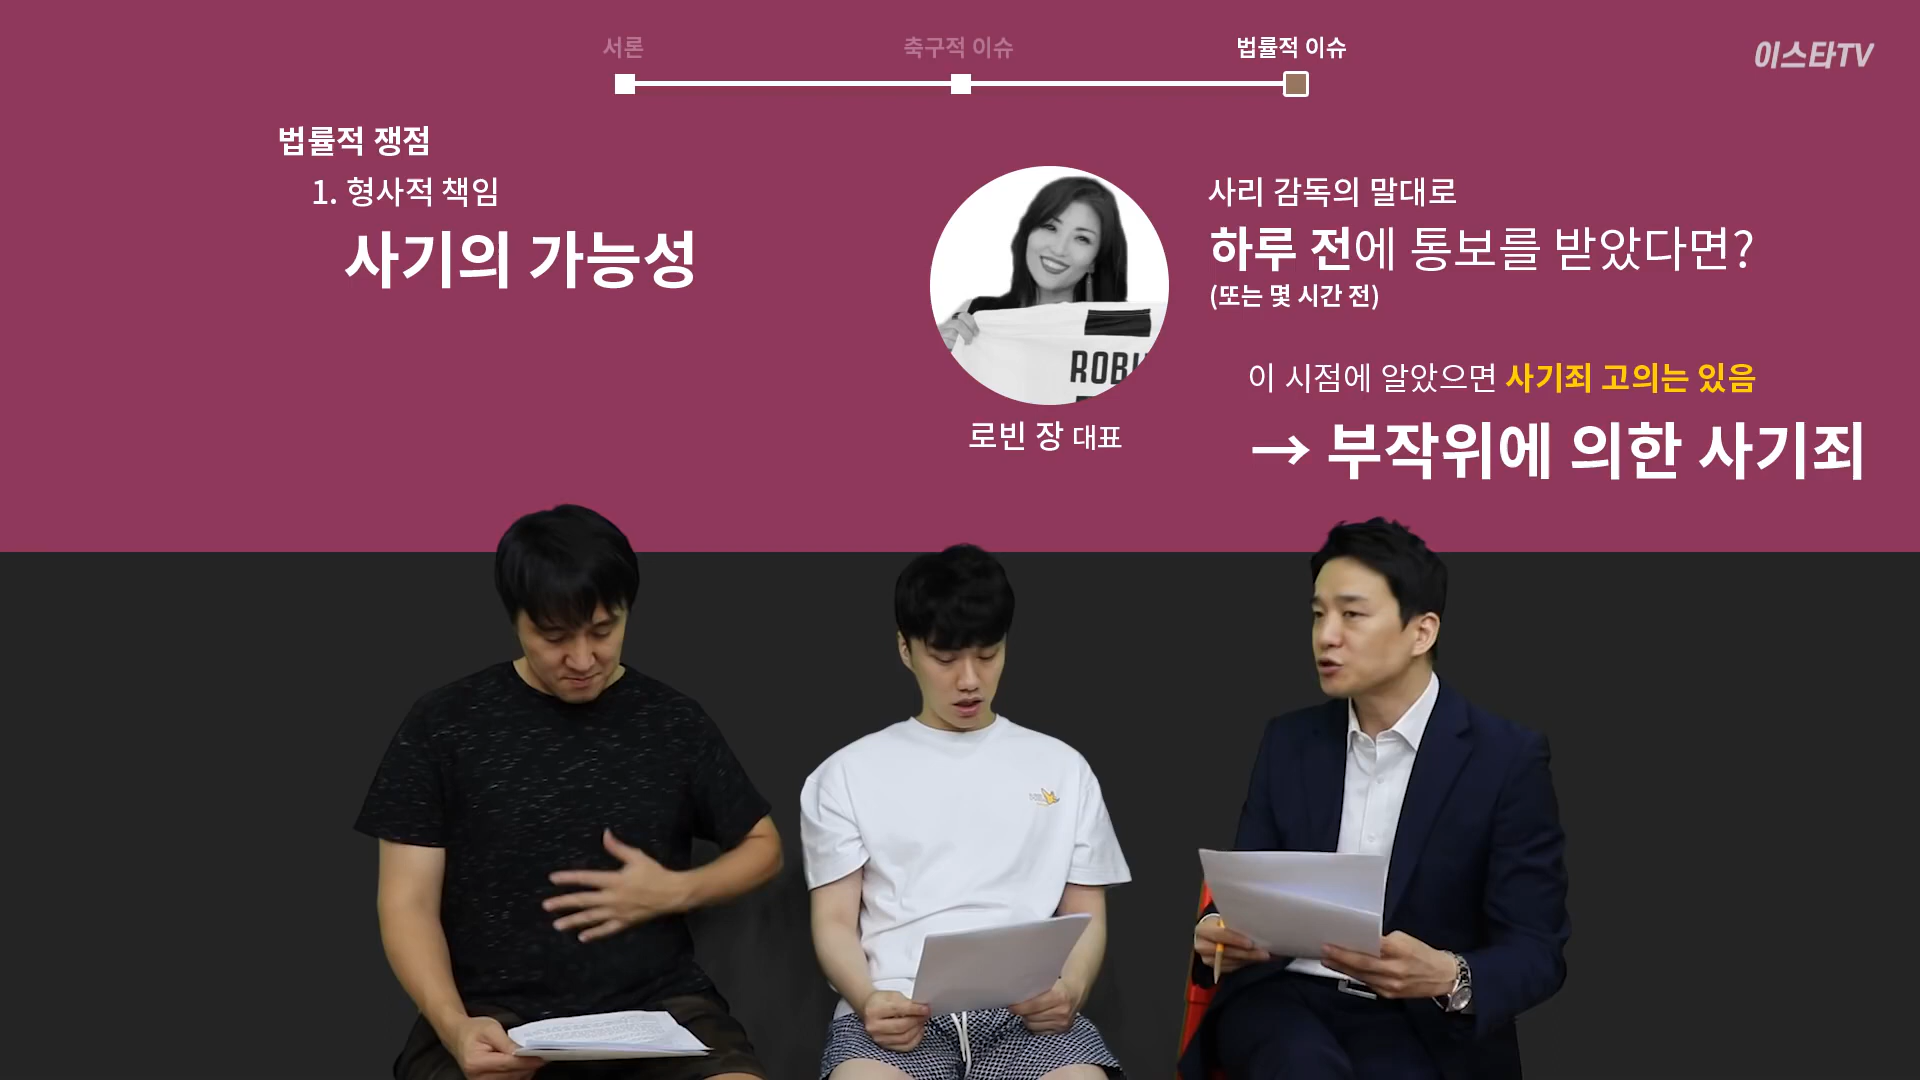 서론
축구적 이슈
법률적 이슈
이스타TV
법률적 쟁점
1. 형사적 책임
사기의 가능성
ROBI
로빈 장 대표
사리 감독의 말대로
하루 전에 통보를 받았다면?
(또는 몇 시간 전)
이 시점에 알았으면 사기죄 고의는 있음
→ 부작위에 의한 사기죄